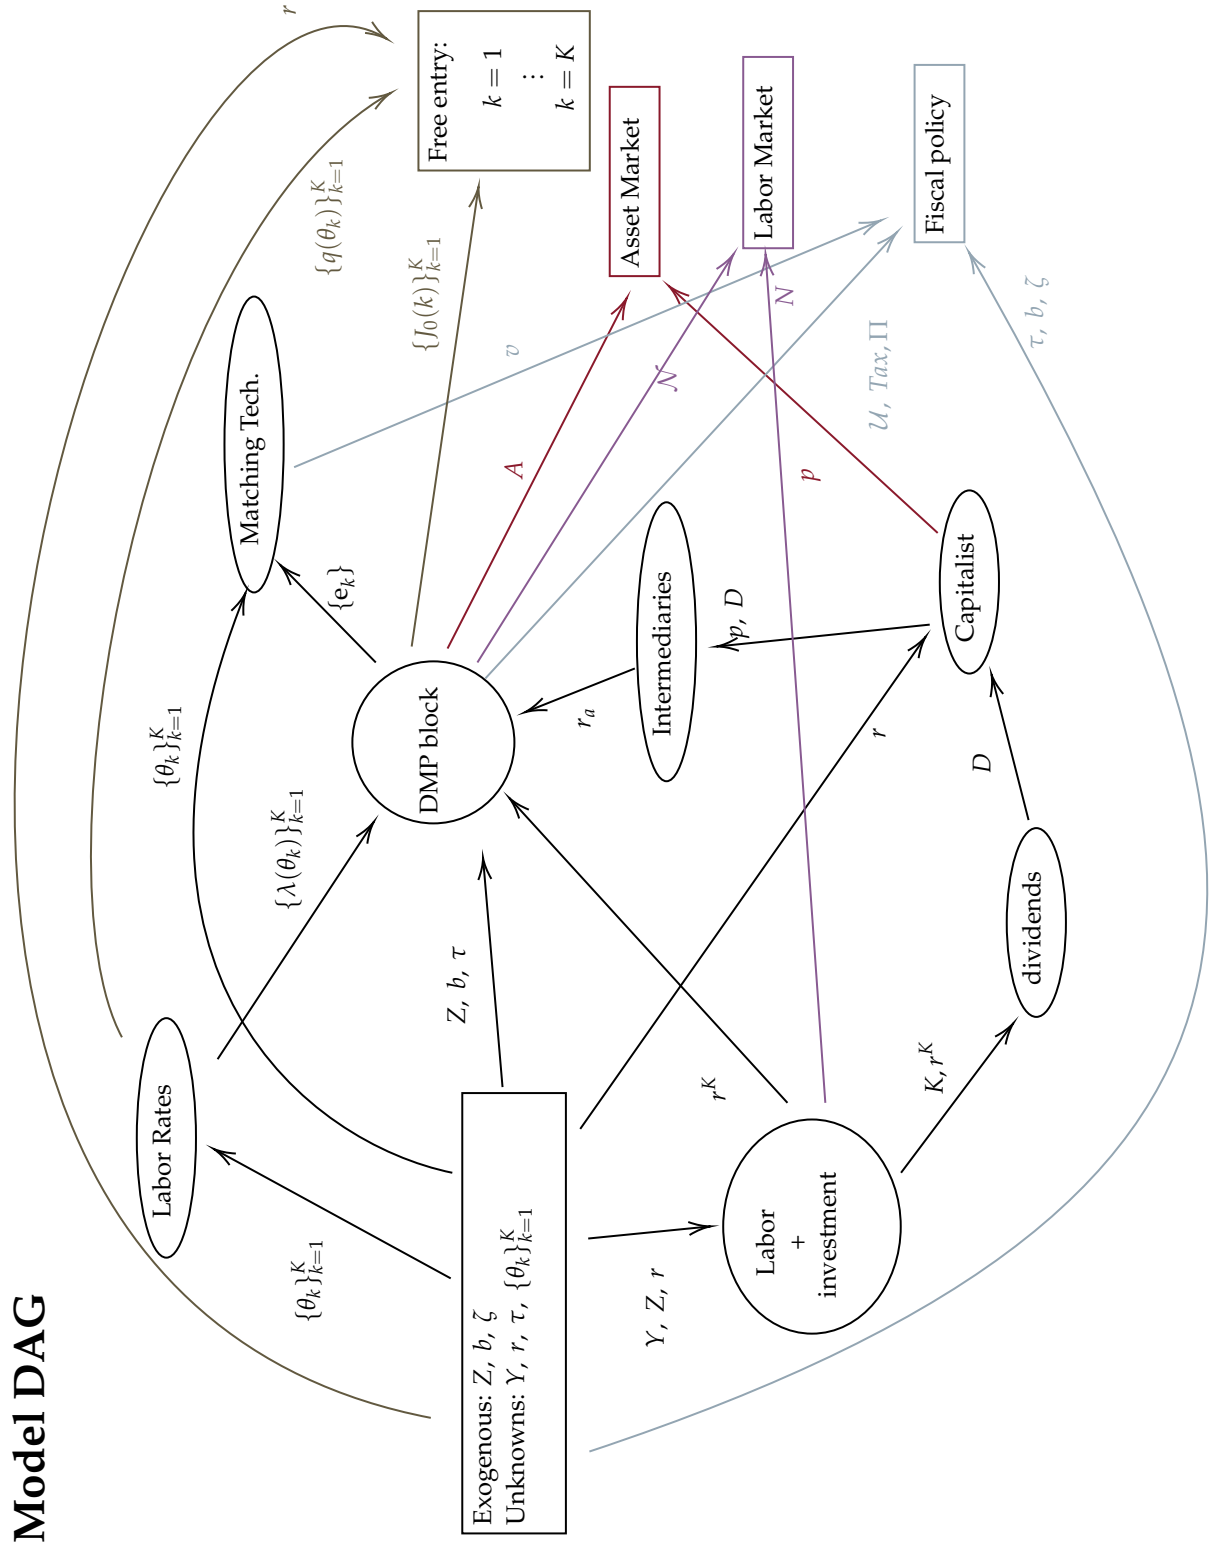 Model DAG
r
{q(θ_k)}_{k=1}^K
{θ_k}_{k=1}^K
Labor Rates
{λ(θ_k)}_{k=1}^K
Matching Tech.
{θ_k}_{k=1}^K
{e_k}
{J_0(k)}_{k=1}^K
Free entry:
k = 1
⋮
k = K
Exogenous: Z, b, ζ
Unknowns: Y, r, τ, {θ_k}_{k=1}^K
Z, b, τ
DMP block
A
υ
Asset Market
r_a
Intermediaries
𝒩
Labor Market
N
Y, Z, r
r^K
p, D
p
Labor
+
investment
r
𝒰, Tax, Π
Fiscal policy
K, r^K
D
Capitalist
dividends
τ, b, ζ